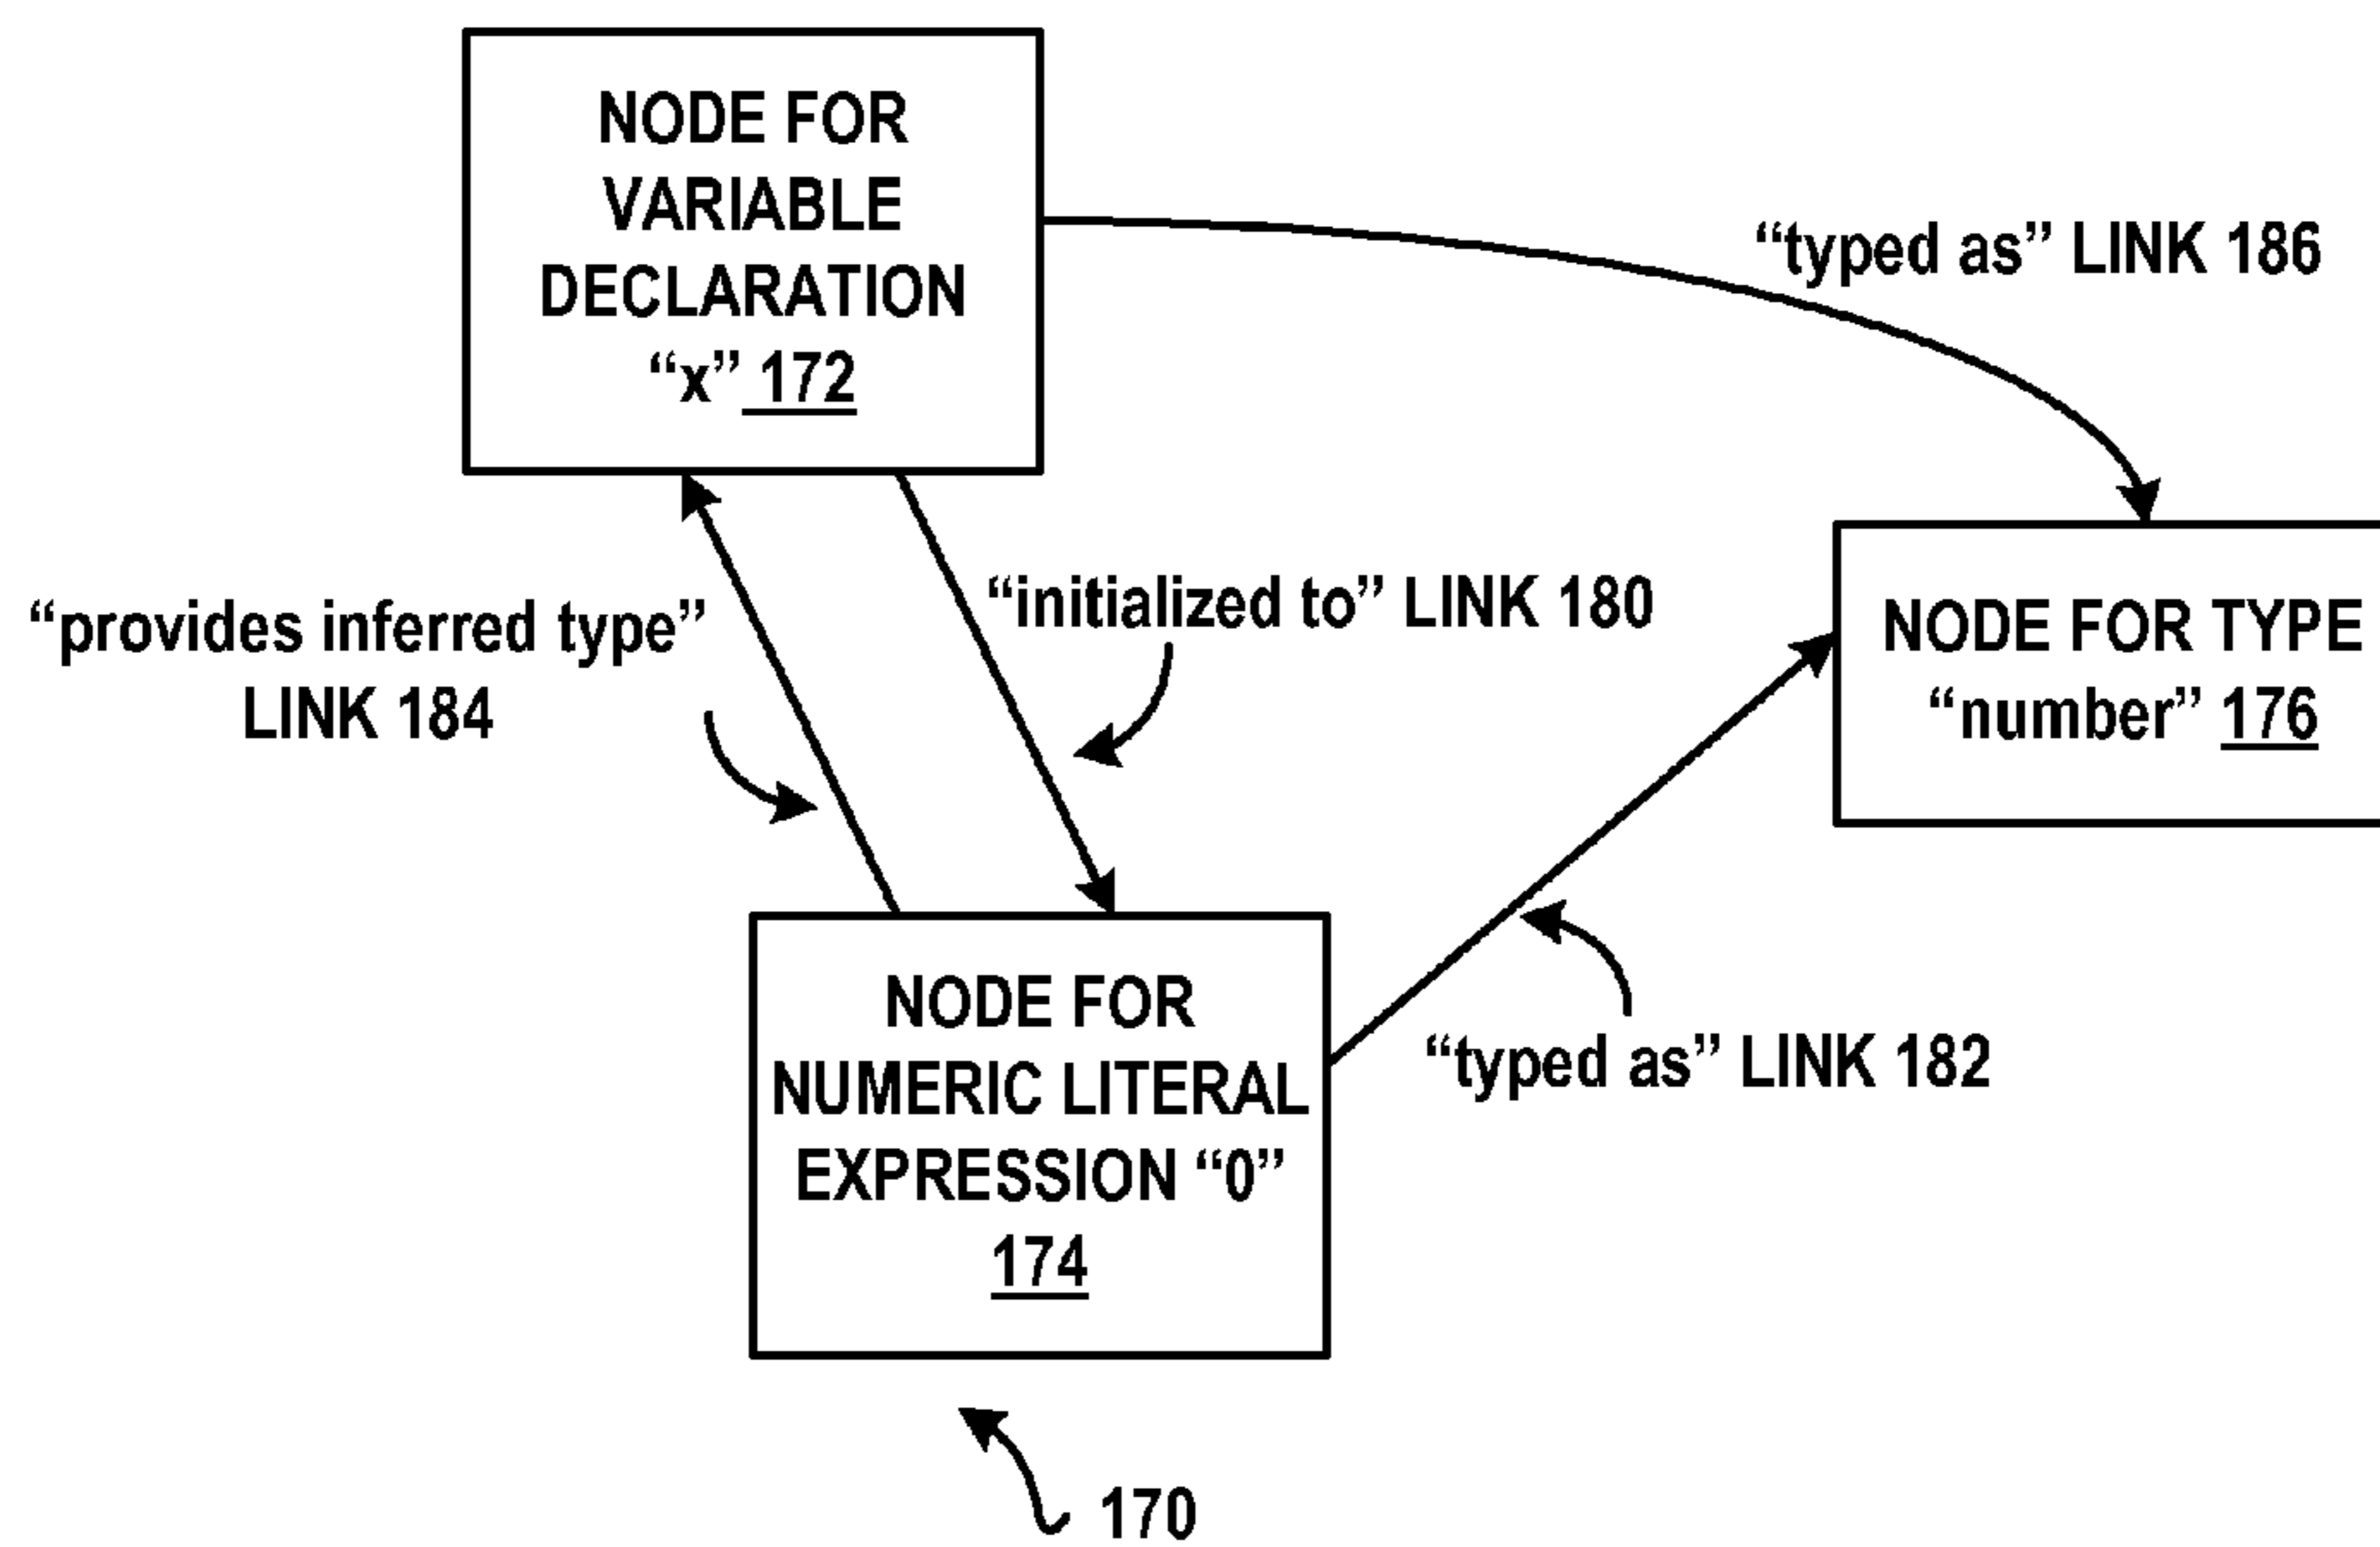 NODE FOR
VARIABLE
DECLARATION
“x” 172
“typed as” LINK 186
“initialized to” LINK 180
“provides inferred type”
LINK 184
NODE FOR TYPE
“number” 176
NODE FOR
NUMERIC LITERAL
EXPRESSION “0”
174
“typed as” LINK 182
170